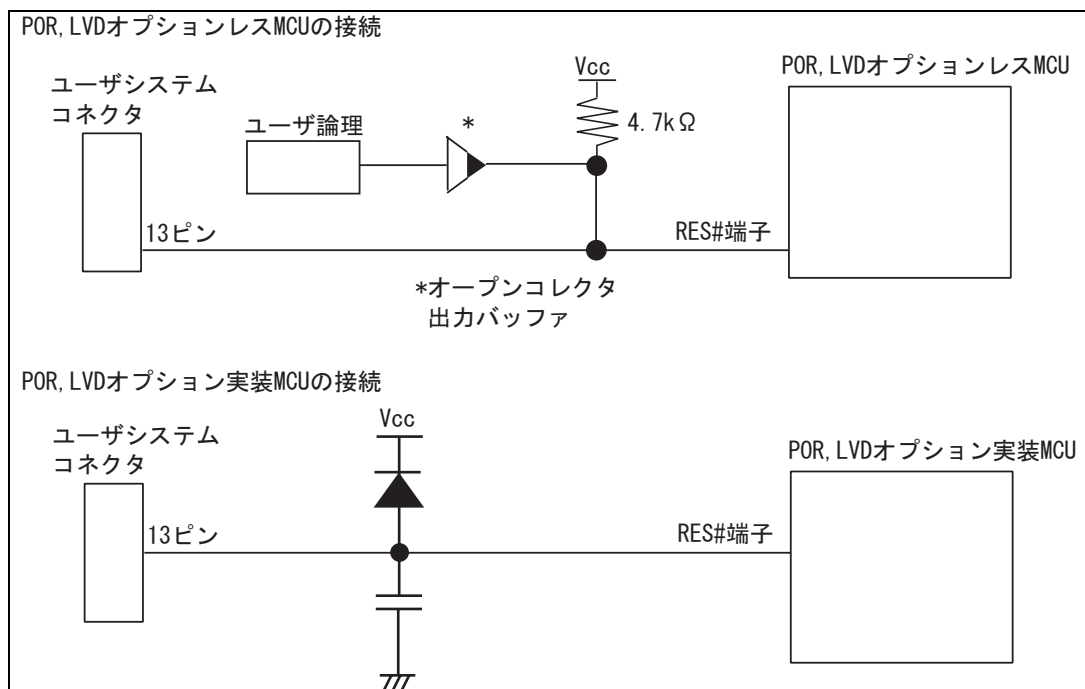 POR, LVDオプションレスMCUの接続
ユーザシステム
コネクタ
ユーザ論理
*
Vcc
4.7kΩ
POR, LVDオプションレスMCU
13ピン
RES#端子
*オープンコレクタ
出力バッファ
POR, LVDオプション実装MCUの接続
ユーザシステム
コネクタ
Vcc
POR, LVDオプション実装MCU
13ピン
RES#端子